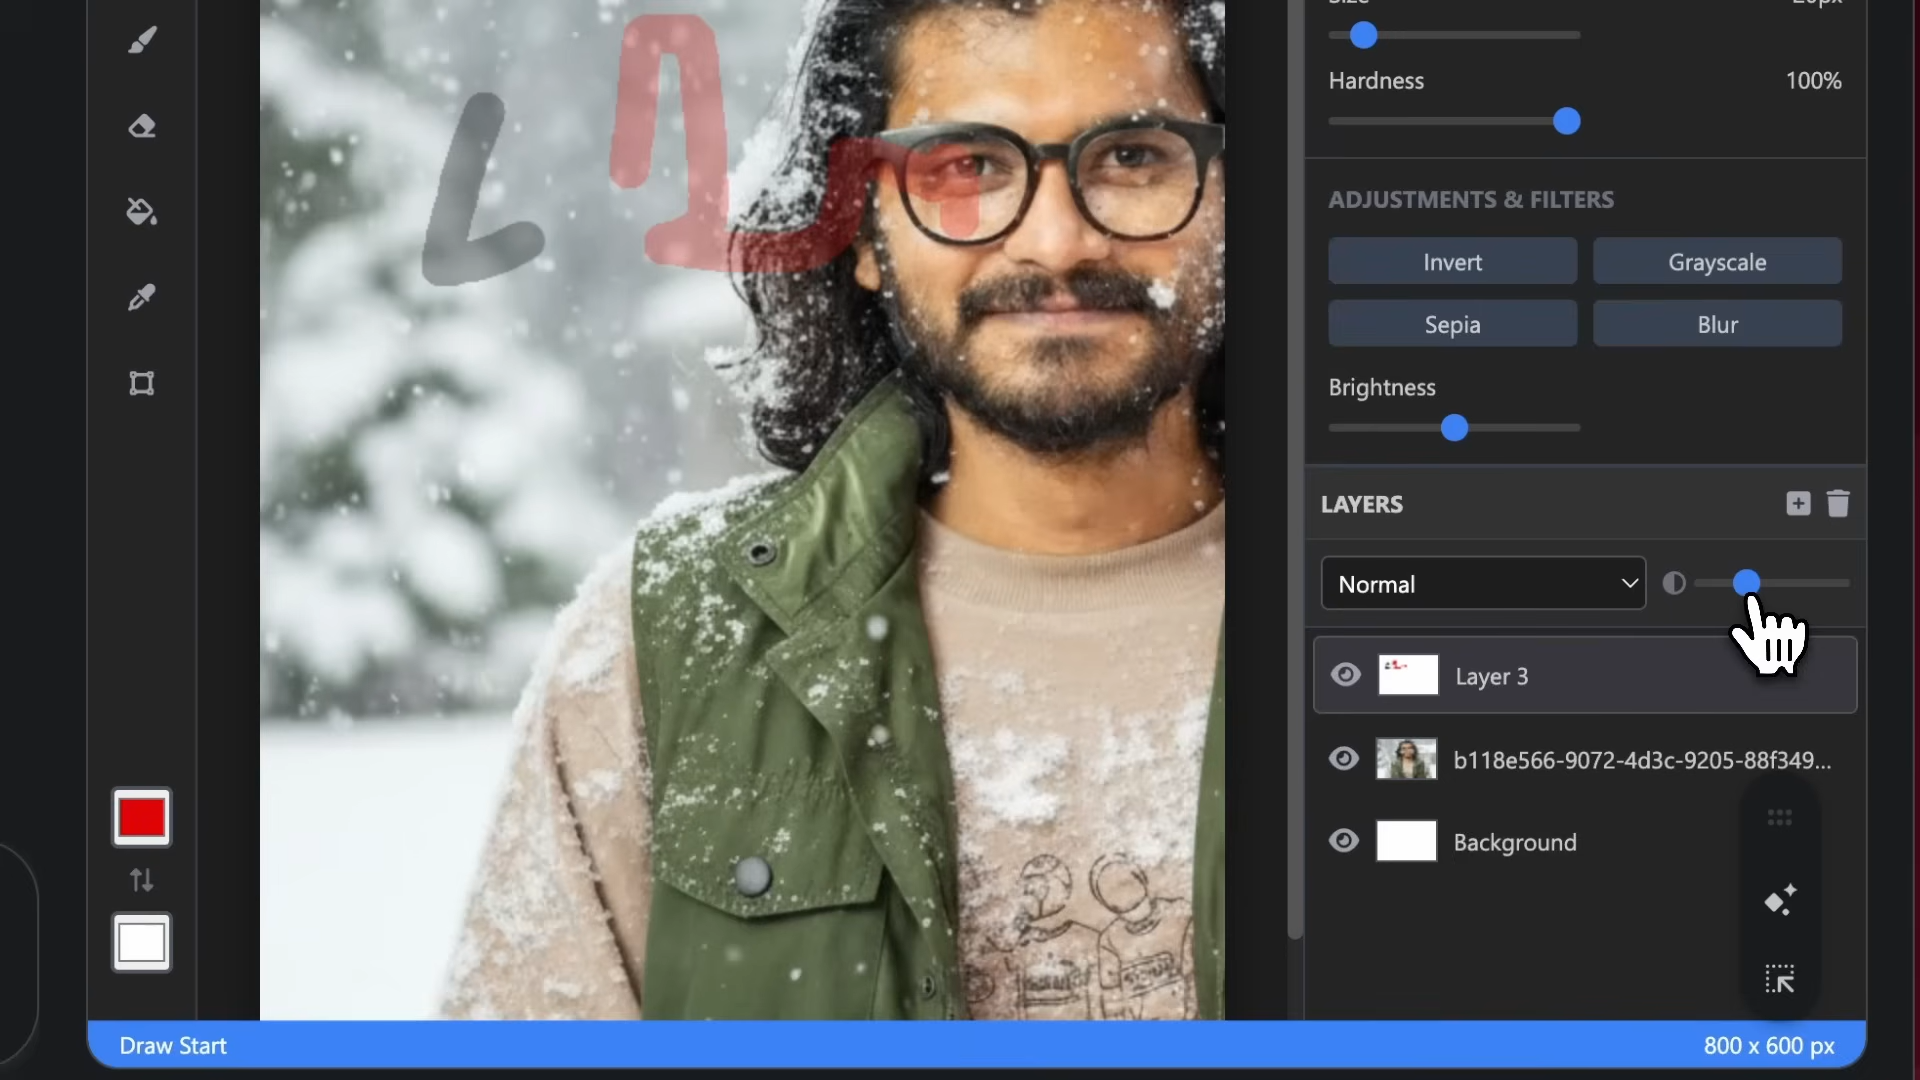 Hardness 100%
ADJUSTMENTS & FILTERS
Invert Grayscale
Sepia Blur
Brightness
LAYERS
Normal
Layer 3
b118e566-9072-4d3c-9205-88f349...
Background
Draw Start 800 x 600 px